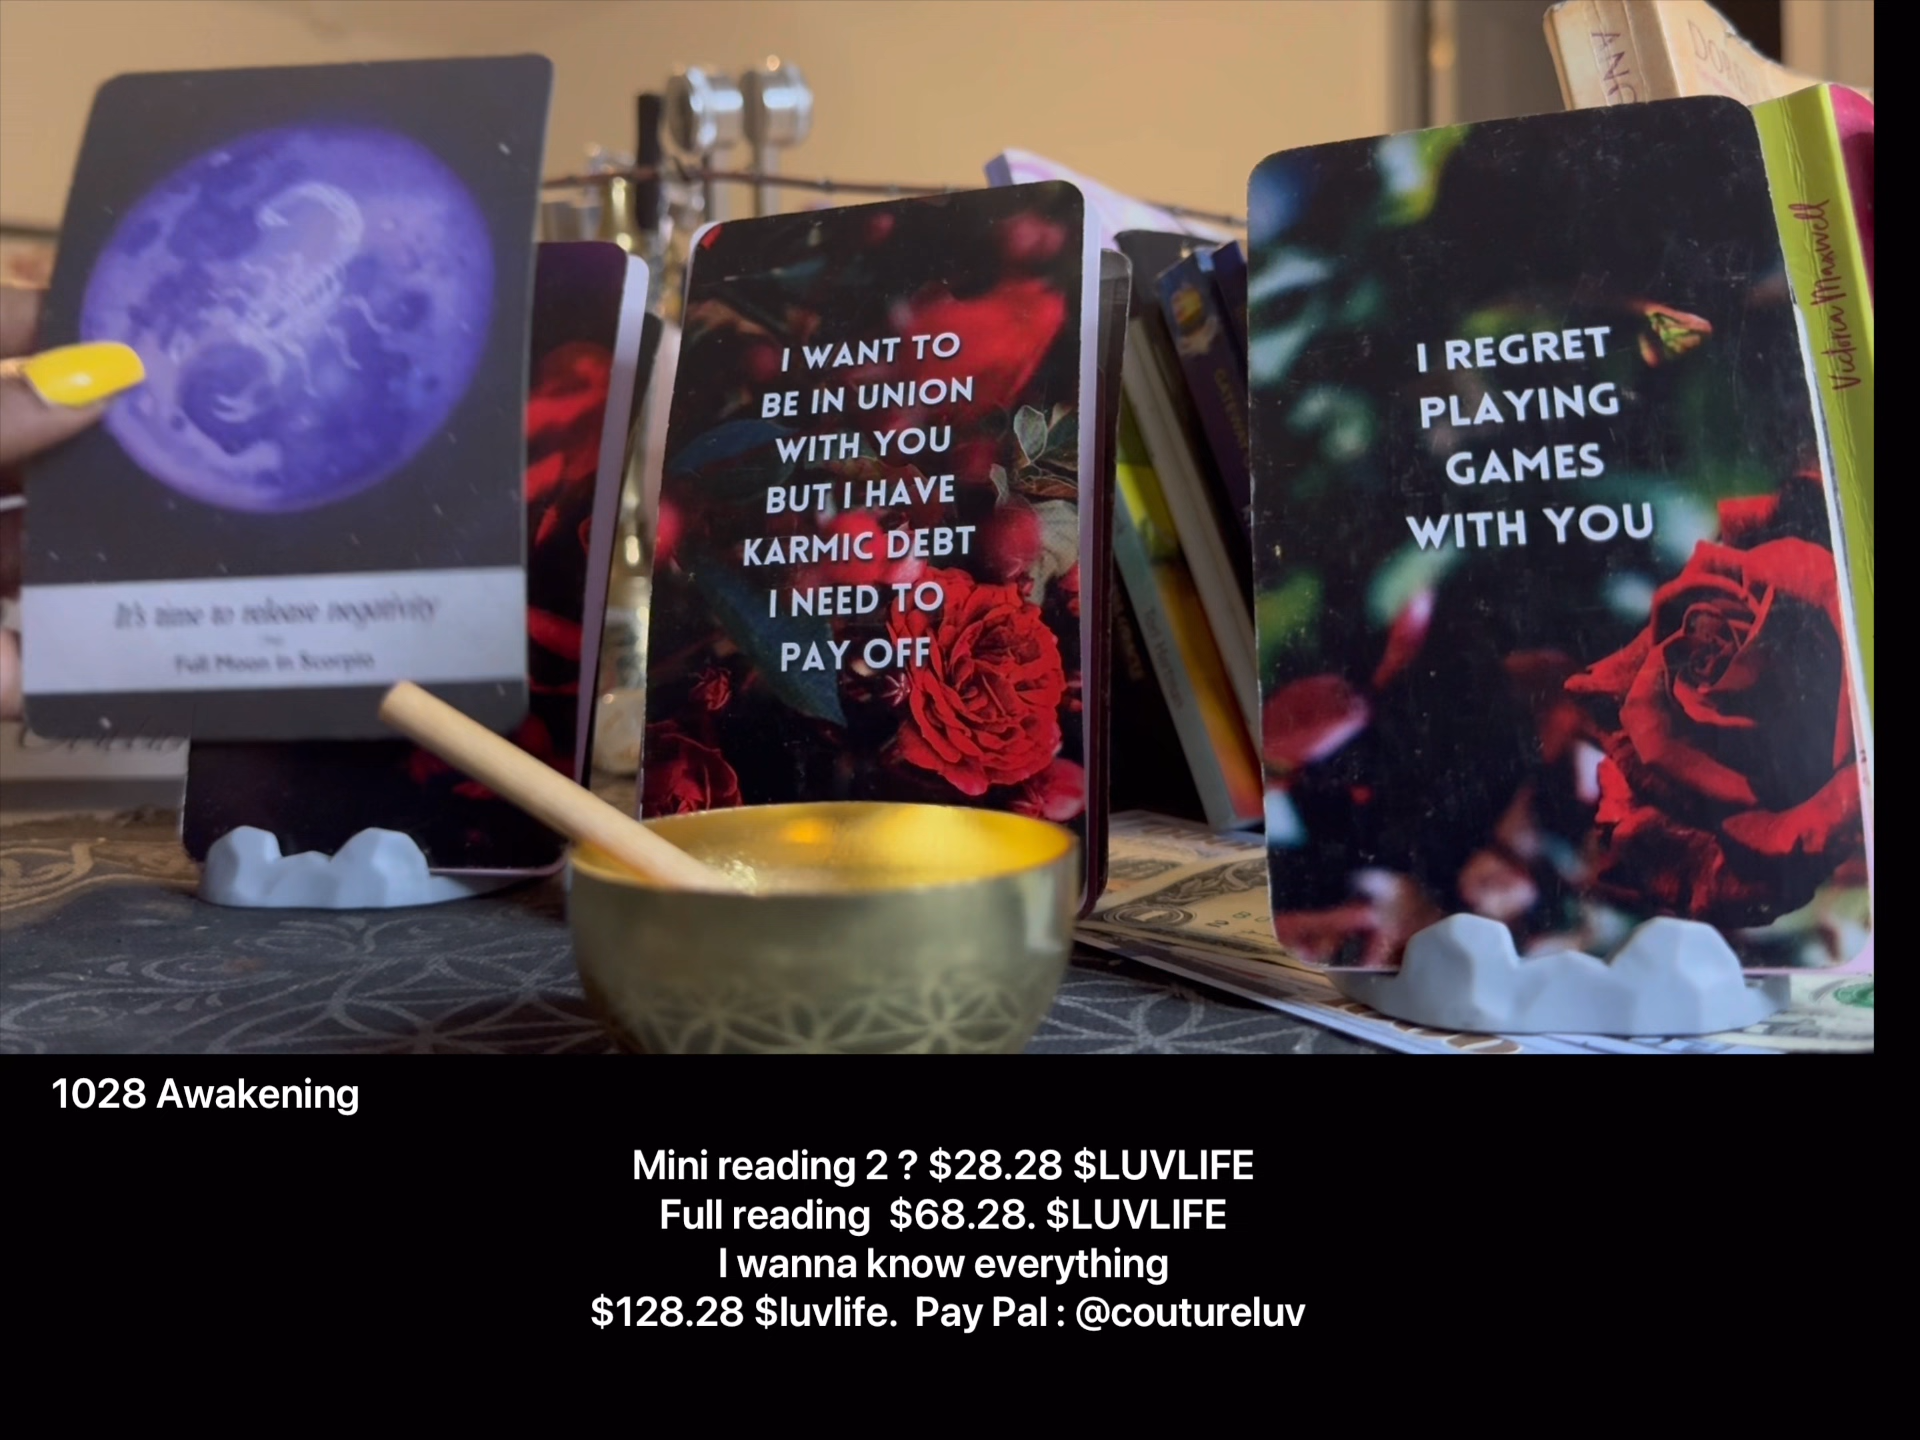 It's time to release negativity
Full Moon in Scorpio
I WANT TO
BE IN UNION
WITH YOU
BUT I HAVE
KARMIC DEBT
I NEED TO
PAY OFF
I REGRET
PLAYING
GAMES
WITH YOU
Victoria Maxwell
1028 Awakening
Mini reading 2 ? $28.28 $LUVLIFE
Full reading  $68.28. $LUVLIFE
I wanna know everything
$128.28 $luvlife.  Pay Pal : @coutureluv